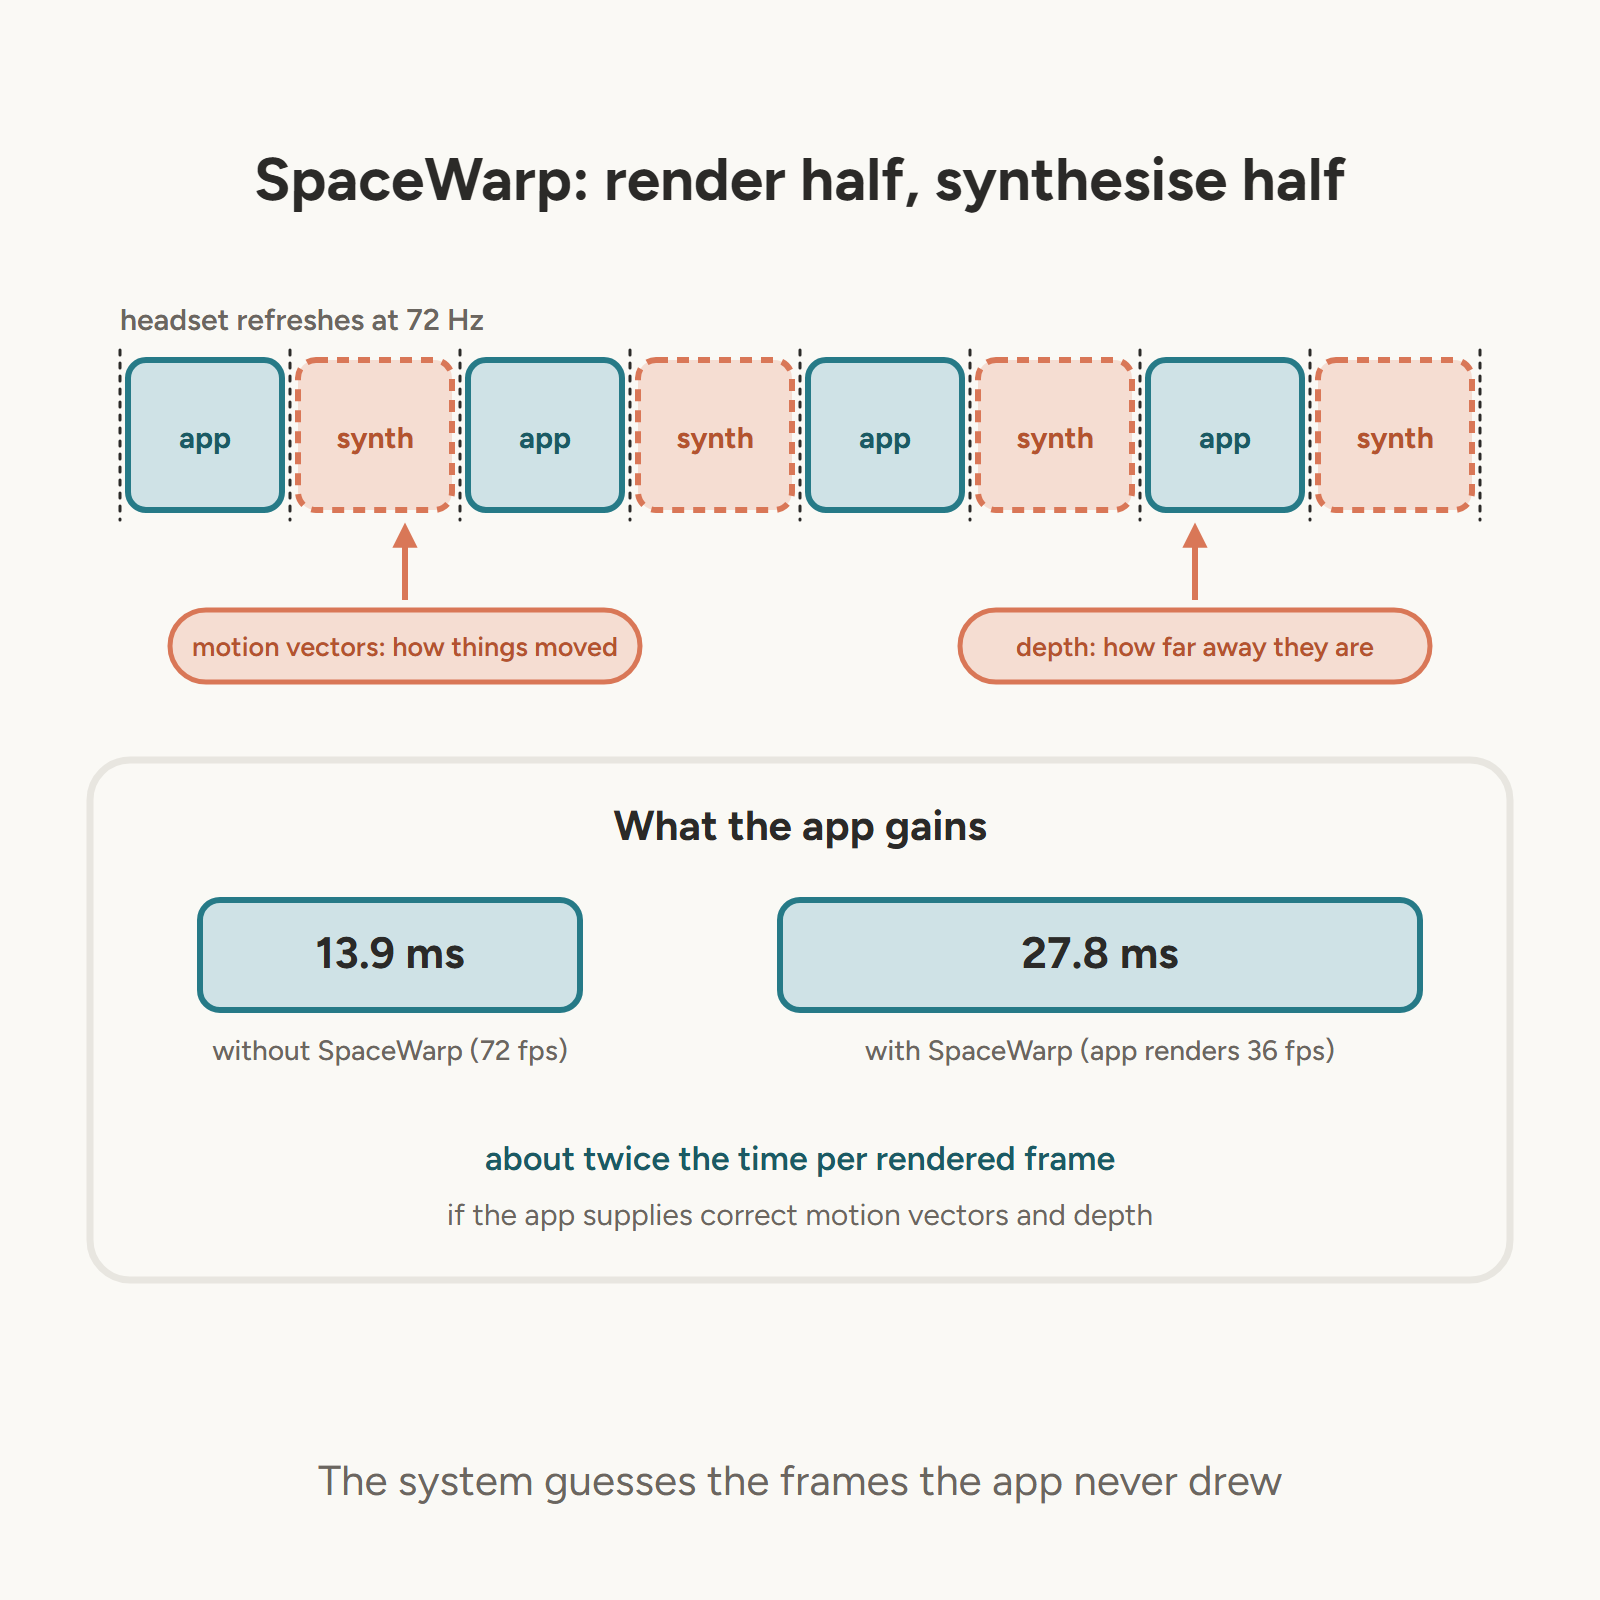 SpaceWarp: render half, synthesise half
headset refreshes at 72 Hz
app synth app synth app synth app synth
motion vectors: how things moved
depth: how far away they are
What the app gains
13.9 ms
27.8 ms
without SpaceWarp (72 fps)
with SpaceWarp (app renders 36 fps)
about twice the time per rendered frame
if the app supplies correct motion vectors and depth
The system guesses the frames the app never drew